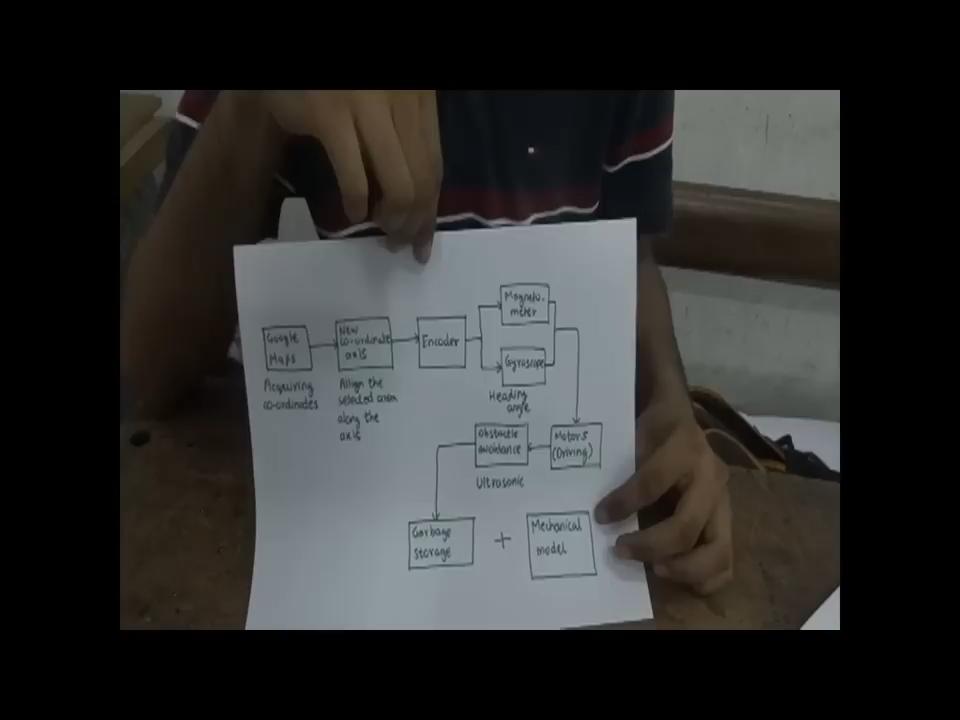 Google
Maps
Acquiring
co-ordinates
New
co-ordinate
axis
Allign the
selected area
along the
axis
Encoder
Magneto-
meter
Gyroscope
Heading
angle
Motors
(Driving)
Obstacle
avoidance
Ultrasonic
Garbage
storage
+
Mechanical
model